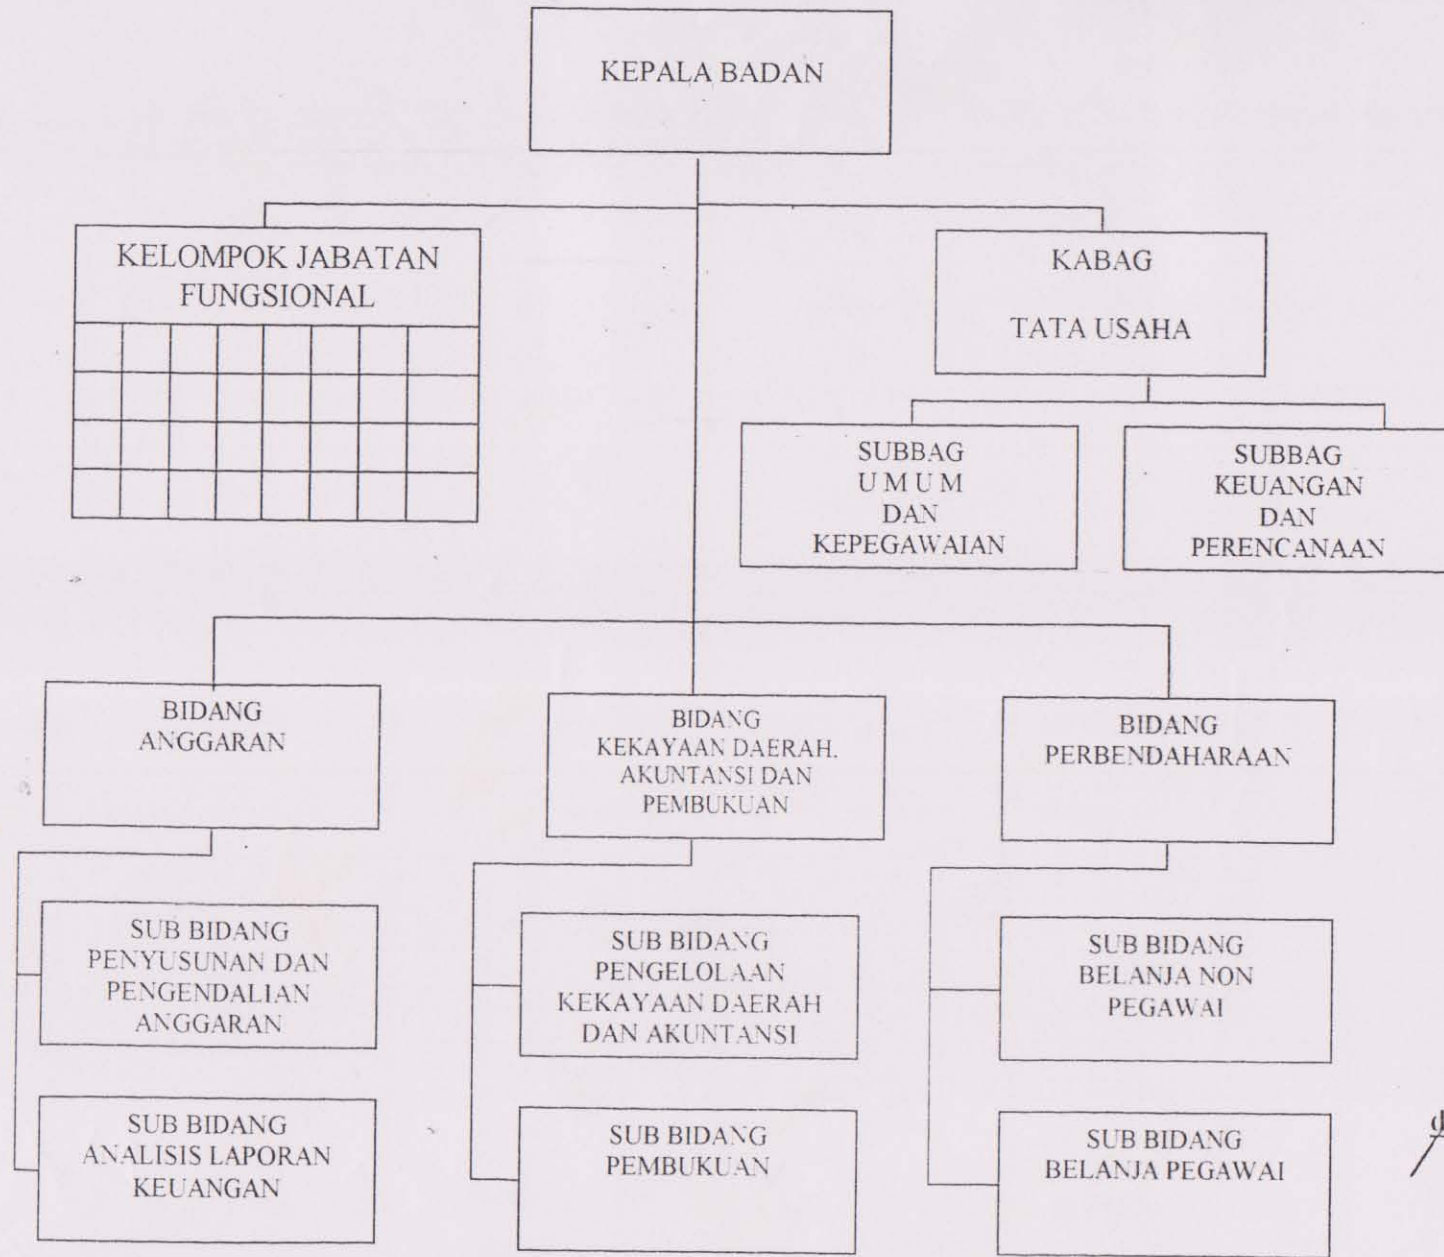 KEPALA BADAN
KELOMPOK JABATAN
FUNGSIONAL
KABAG
TATA USAHA
SUBBAG
U M U M
DAN
KEPEGAWAIAN
SUBBAG
KEUANGAN
DAN
PERENCANAAN
BIDANG
ANGGARAN
BIDANG
KEKAYAAN DAERAH.
AKUNTANSI DAN
PEMBUKUAN
BIDANG
PERBENDAHARAAN
SUB BIDANG
PENYUSUNAN DAN
PENGENDALIAN
ANGGARAN
SUB BIDANG
PENGELOLAAN
KEKAYAAN DAERAH
DAN AKUNTANSI
SUB BIDANG
BELANJA NON
PEGAWAI
SUB BIDANG
ANALISIS LAPORAN
KEUANGAN
SUB BIDANG
PEMBUKUAN
SUB BIDANG
BELANJA PEGAWAI